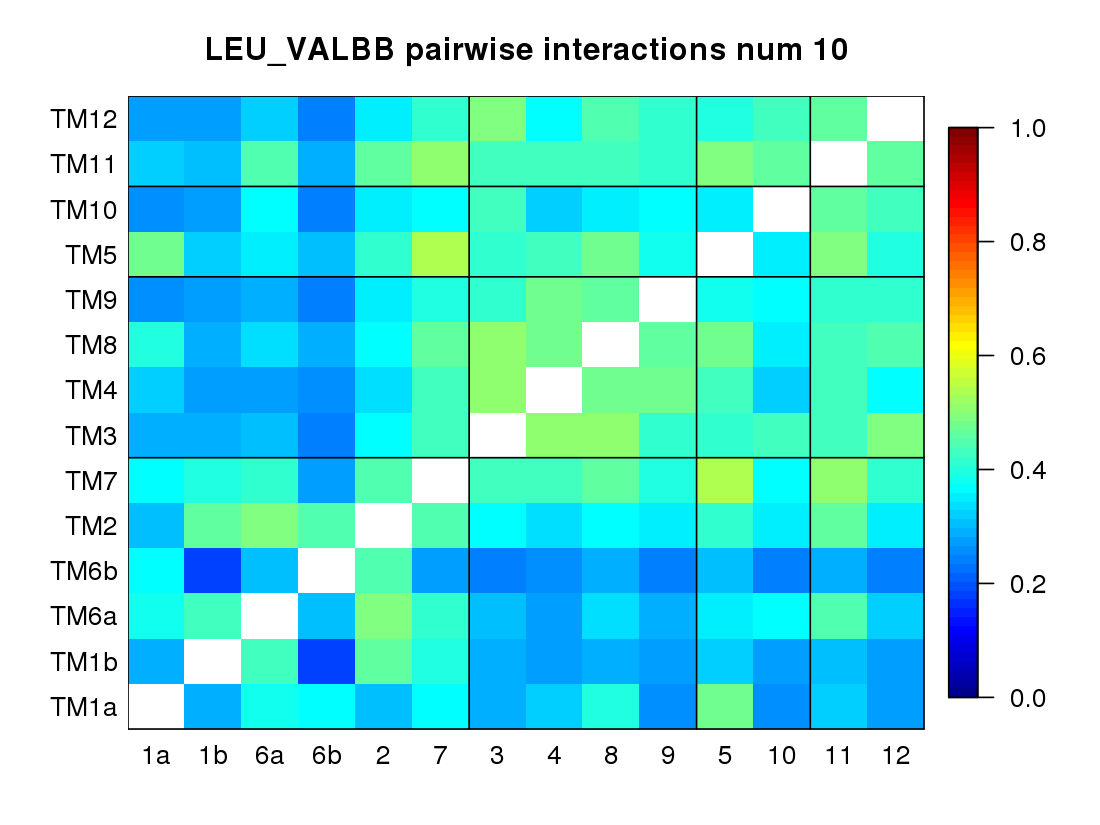 LEU_VALBB pairwise interactions num 10
TM12
TM11
TM10
TM5
TM9
TM8
TM4
TM3
TM7
TM2
TM6b
TM6a
TM1b
TM1a
1a 1b 6a 6b 2 7 3 4 8 9 5 10 11 12
1.0
0.8
0.6
0.4
0.2
0.0